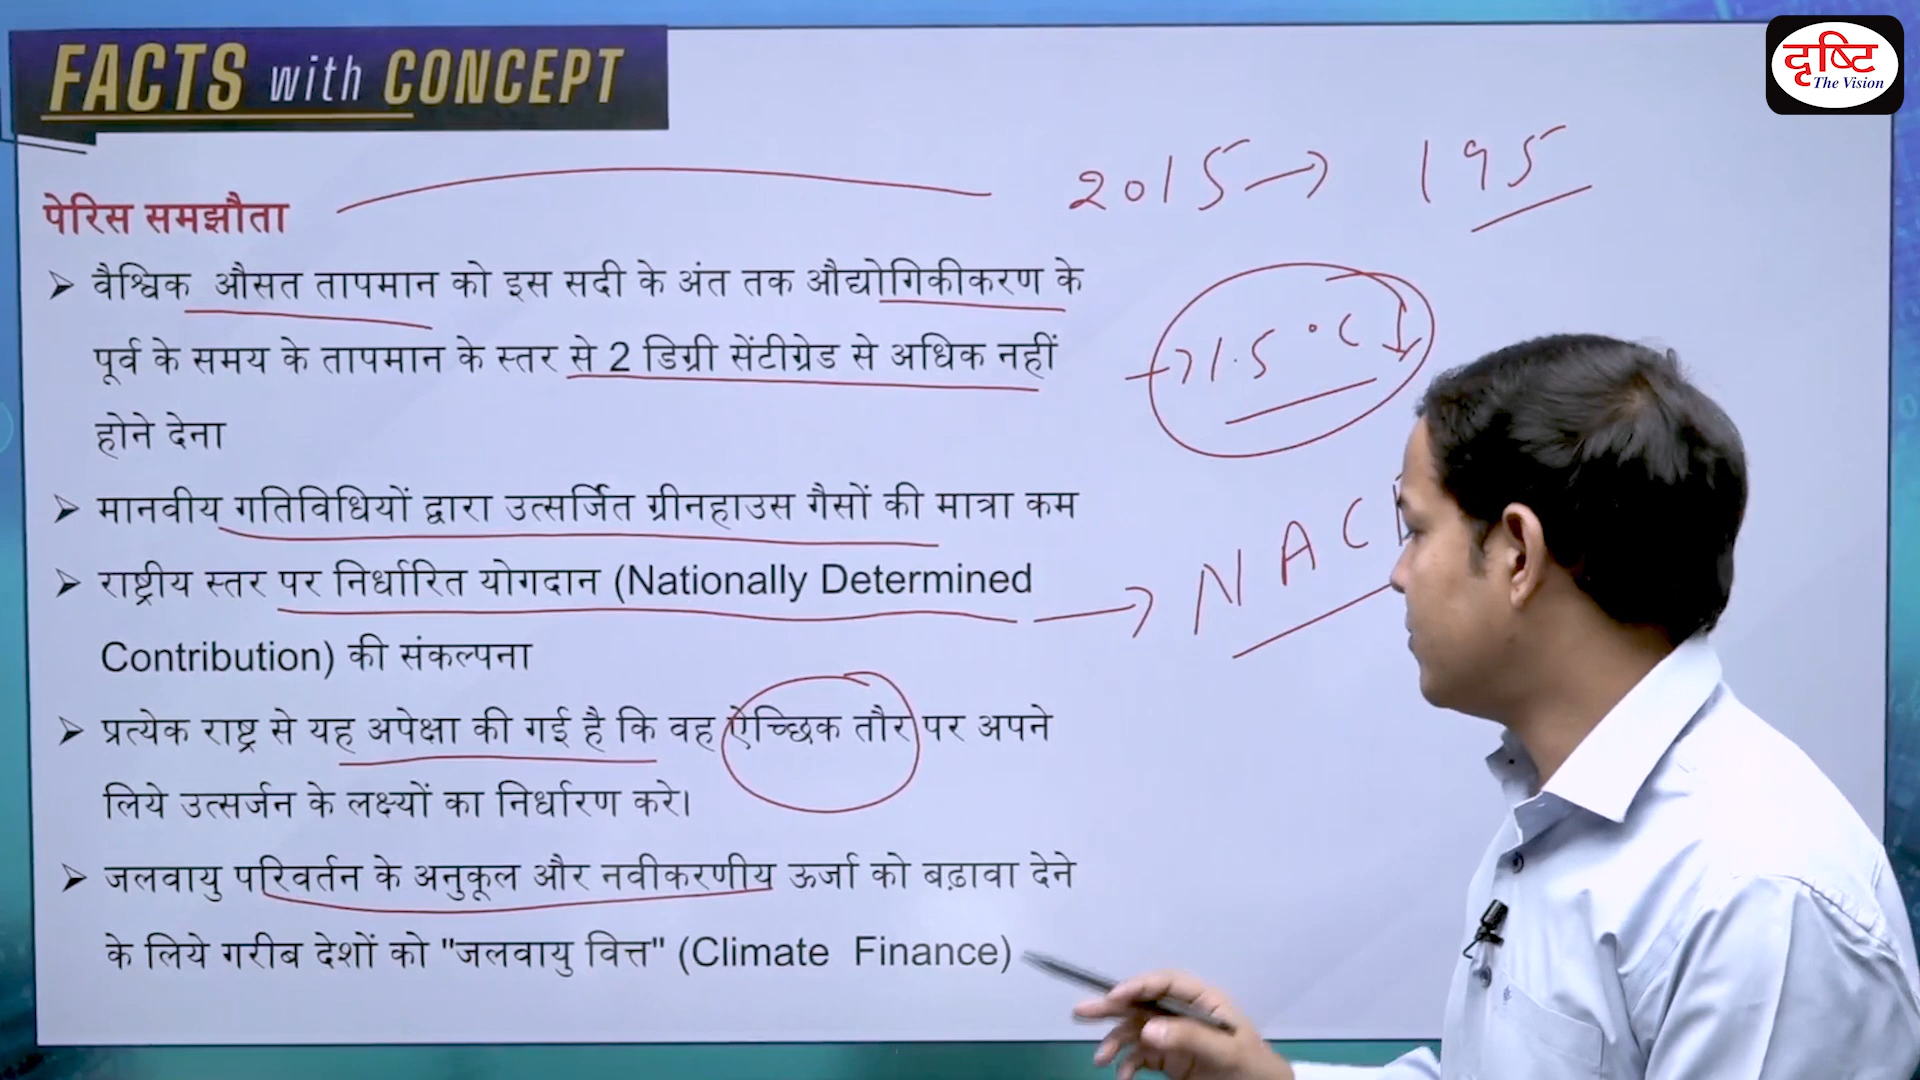 FACTS with CONCEPT
दृष्टि
The Vision
2015 → 195
पेरिस समझौता
➢ वैश्विक औसत तापमान को इस सदी के अंत तक औद्योगिकीकरण के
पूर्व के समय के तापमान के स्तर से 2 डिग्री सेंटीग्रेड से अधिक नहीं
→ 1.5°C ↓
होने देना
➢ मानवीय गतिविधियों द्वारा उत्सर्जित ग्रीनहाउस गैसों की मात्रा कम
➢ राष्ट्रीय स्तर पर निर्धारित योगदान (Nationally Determined
→ NAC
Contribution) की संकल्पना
➢ प्रत्येक राष्ट्र से यह अपेक्षा की गई है कि वह ऐच्छिक तौर पर अपने
लिये उत्सर्जन के लक्ष्यों का निर्धारण करे।
➢ जलवायु परिवर्तन के अनुकूल और नवीकरणीय ऊर्जा को बढ़ावा देने
के लिये गरीब देशों को "जलवायु वित्त" (Climate Finance)